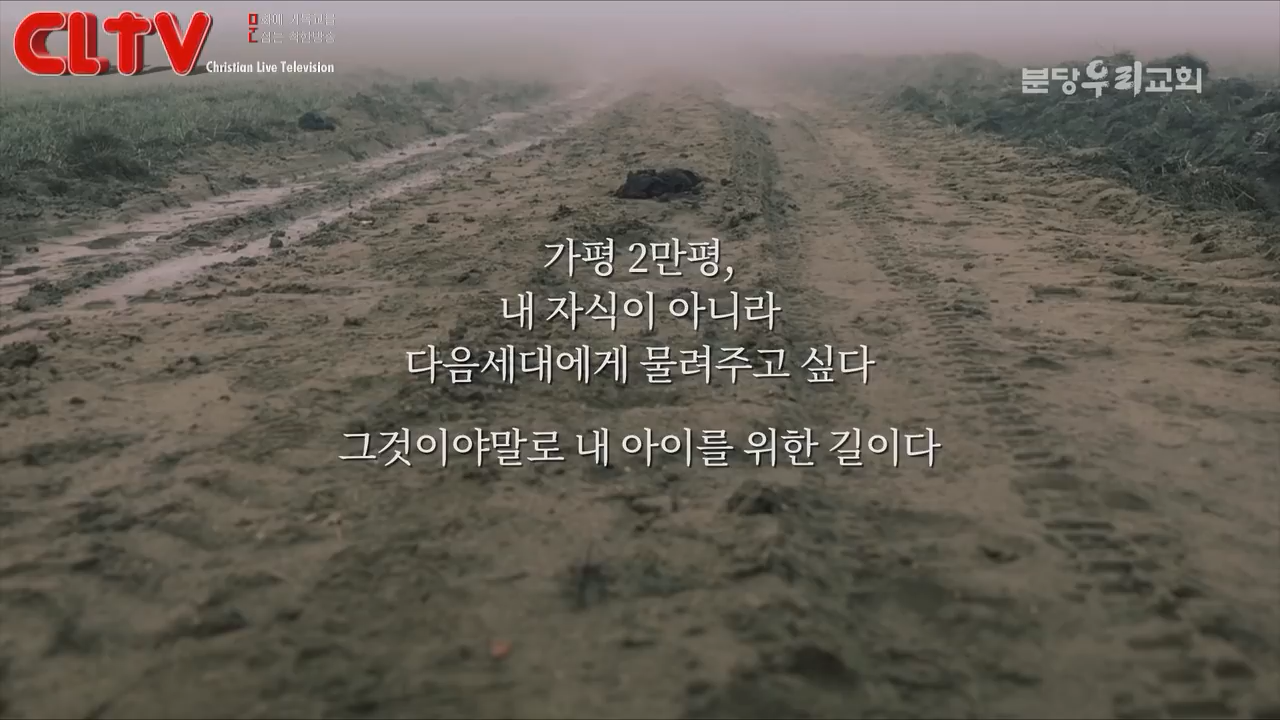 CLTV
Christian Live Television
분당우리교회
가평 2만평,
내 자식이 아니라
다음세대에게 물려주고 싶다
그것이야말로 내 아이를 위한 길이다